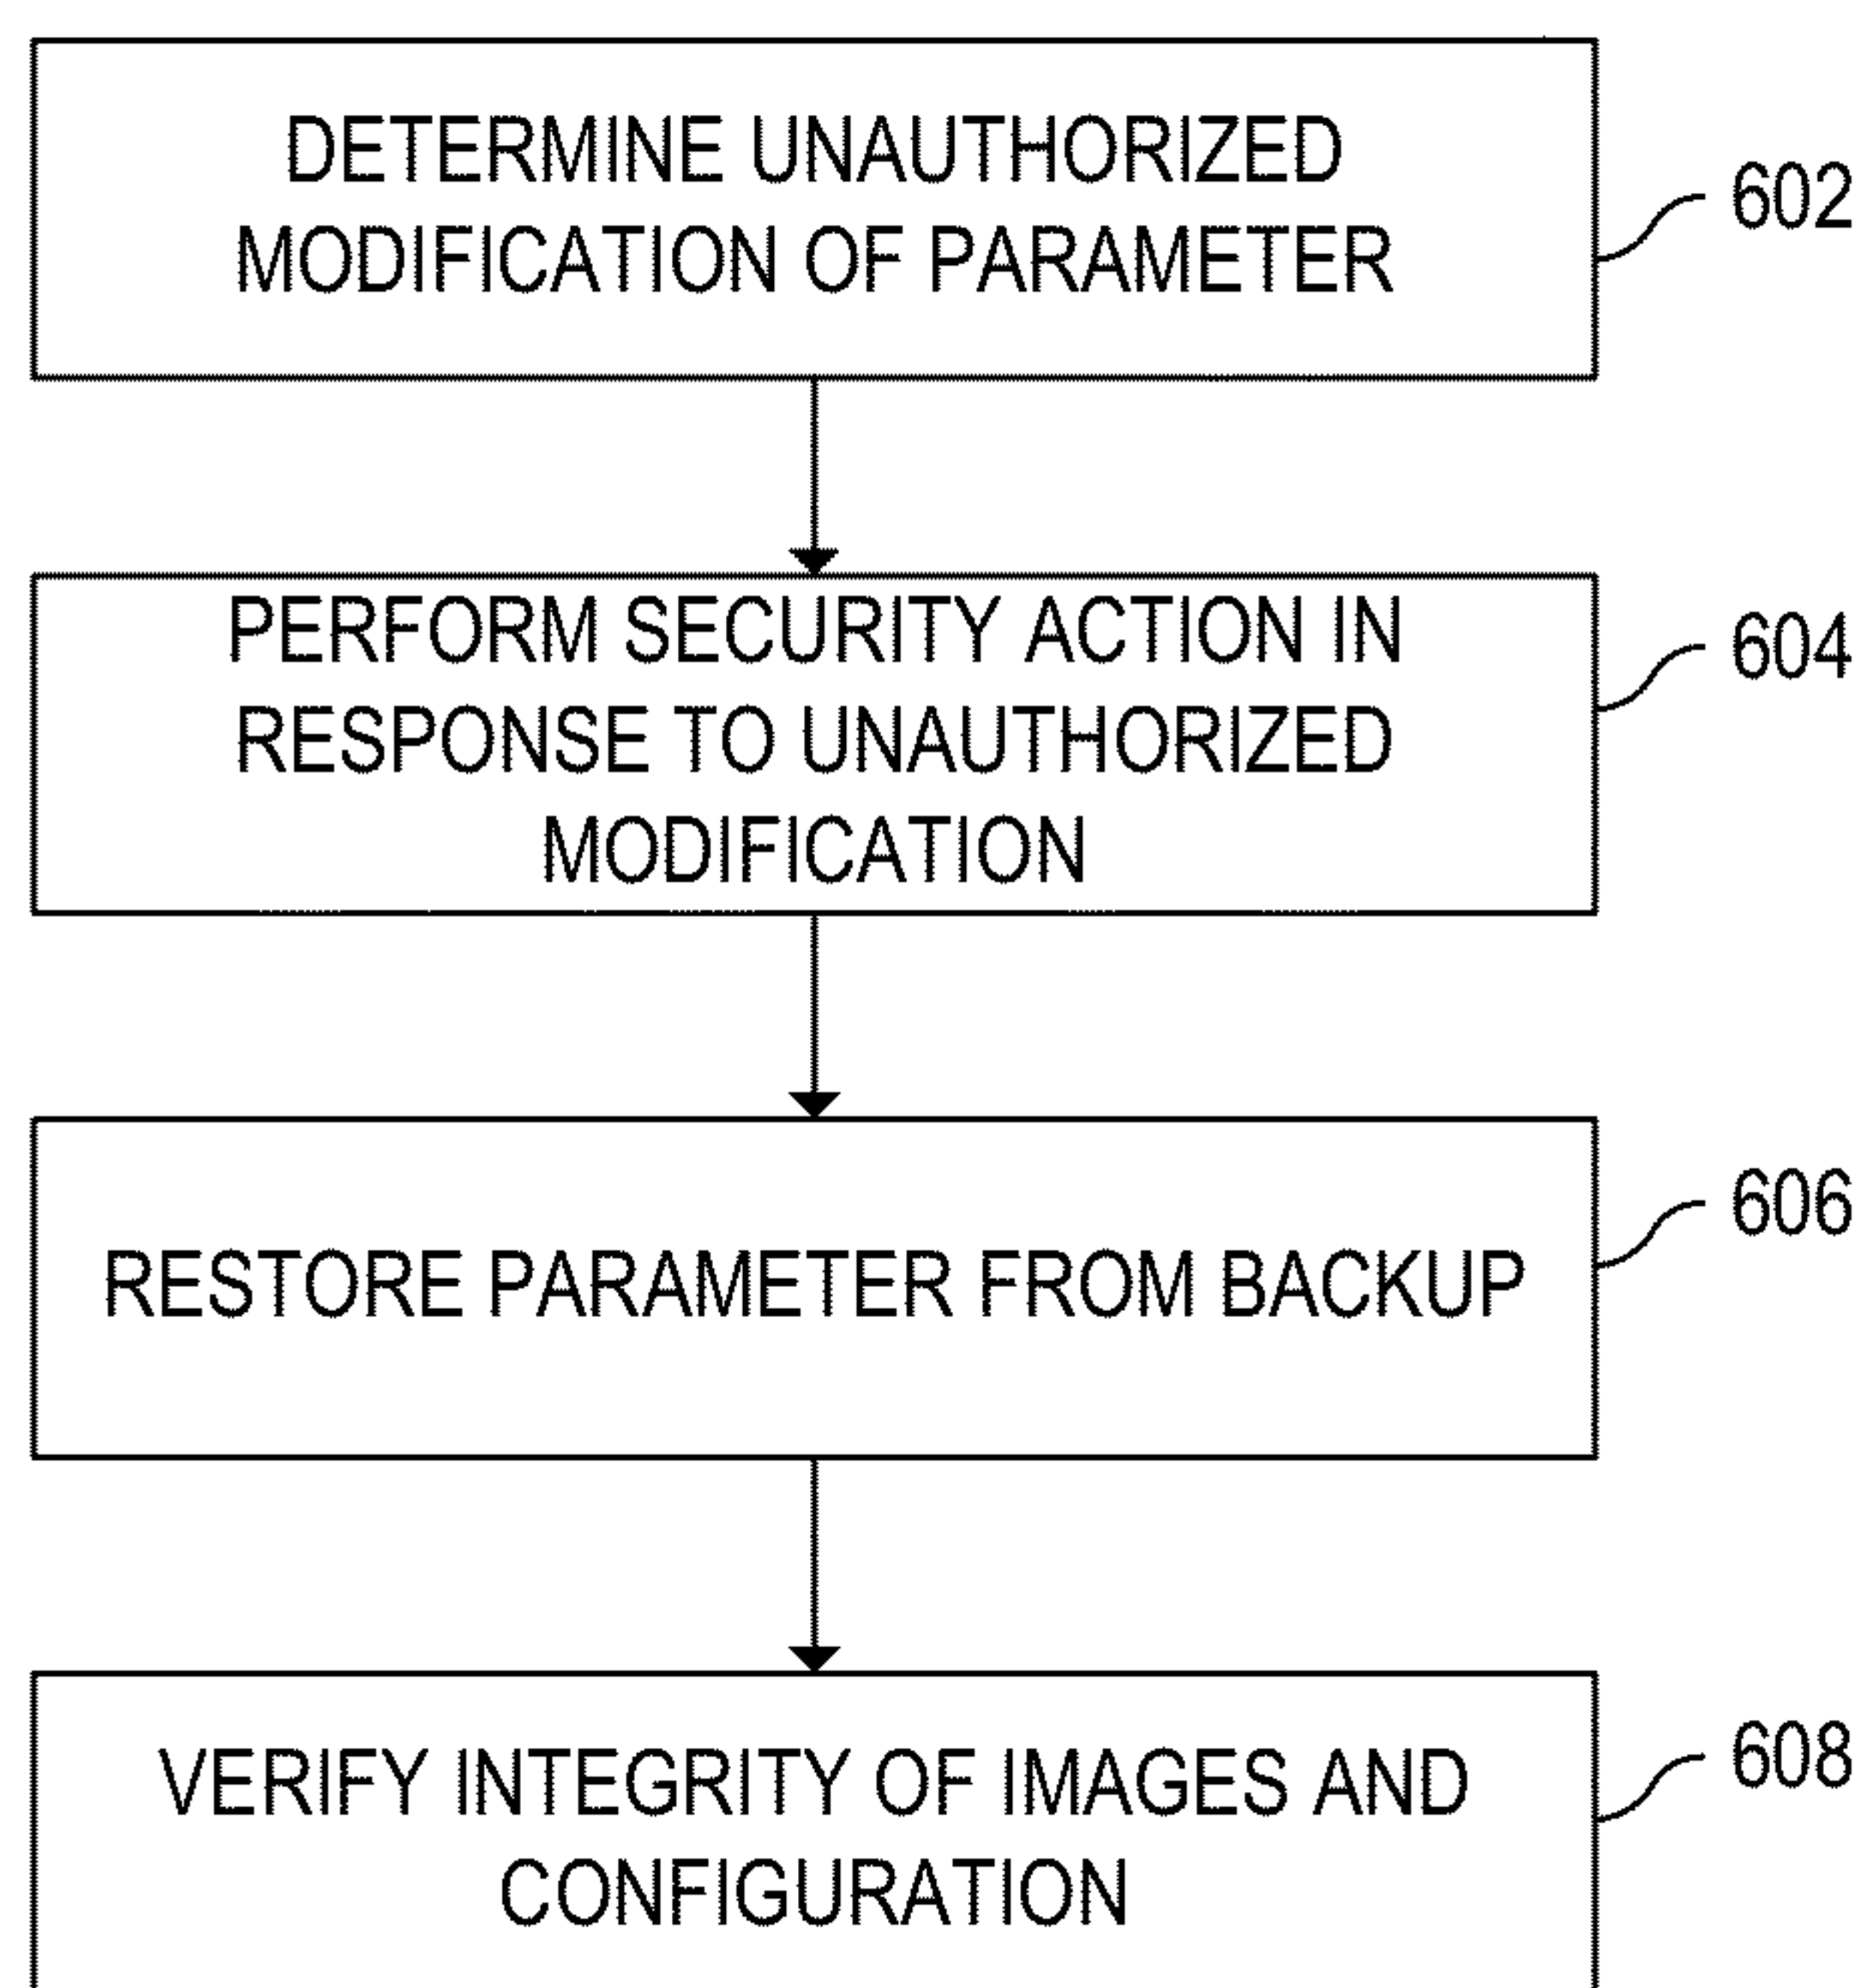 DETERMINE UNAUTHORIZED
MODIFICATION OF PARAMETER
602
PERFORM SECURITY ACTION IN
RESPONSE TO UNAUTHORIZED
MODIFICATION
604
RESTORE PARAMETER FROM BACKUP
606
VERIFY INTEGRITY OF IMAGES AND
CONFIGURATION
608